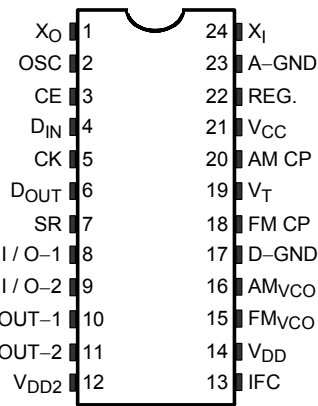 X_O 1 24 X_I
OSC 2 23 A–GND
CE 3 22 REG.
D_IN 4 21 V_CC
CK 5 20 AM CP
D_OUT 6 19 V_T
SR 7 18 FM CP
I / O–1 8 17 D–GND
I / O–2 9 16 AM_VCO
OUT–1 10 15 FM_VCO
OUT–2 11 14 V_DD
V_DD2 12 13 IFC